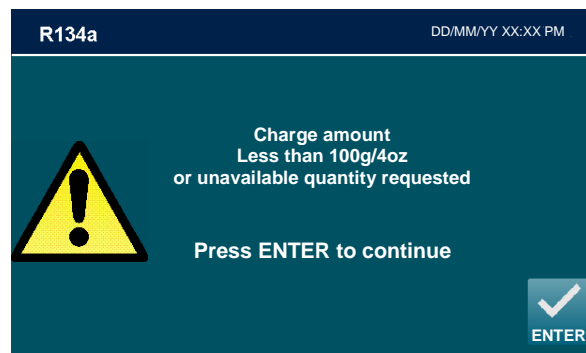 R134a
DD/MM/YY XX:XX PM
Charge amount
Less than 100g/4oz
or unavailable quantity requested
Press ENTER to continue
ENTER